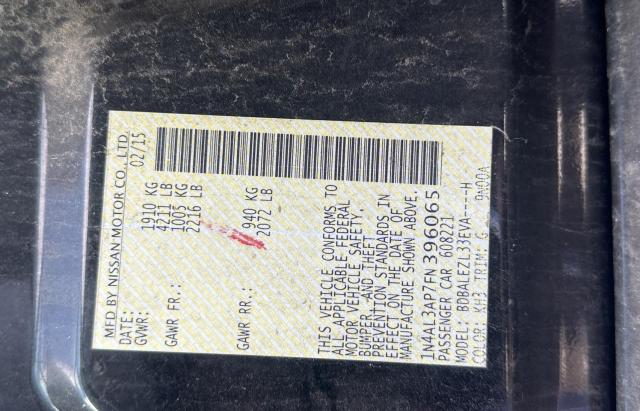 MFD BY NISSAN MOTOR CO., LTD.
DATE: 02/15
GVWR: 1910 KG
4211 LB
GAWR FR.: 1005 KG
2216 LB
GAWR RR.: 940 KG
2072 LB
THIS VEHICLE CONFORMS TO
ALL APPLICABLE FEDERAL
MOTOR VEHICLE SAFETY,
BUMPER, AND THEFT
PREVENTION STANDARDS IN
EFFECT ON THE DATE OF
MANUFACTURE SHOWN ABOVE.
1N4AL3AP7FN396065
PASSENGER CAR 608221
MODEL: BDBALEZL33EVA----H
COLOR: KH3 TRIM: G